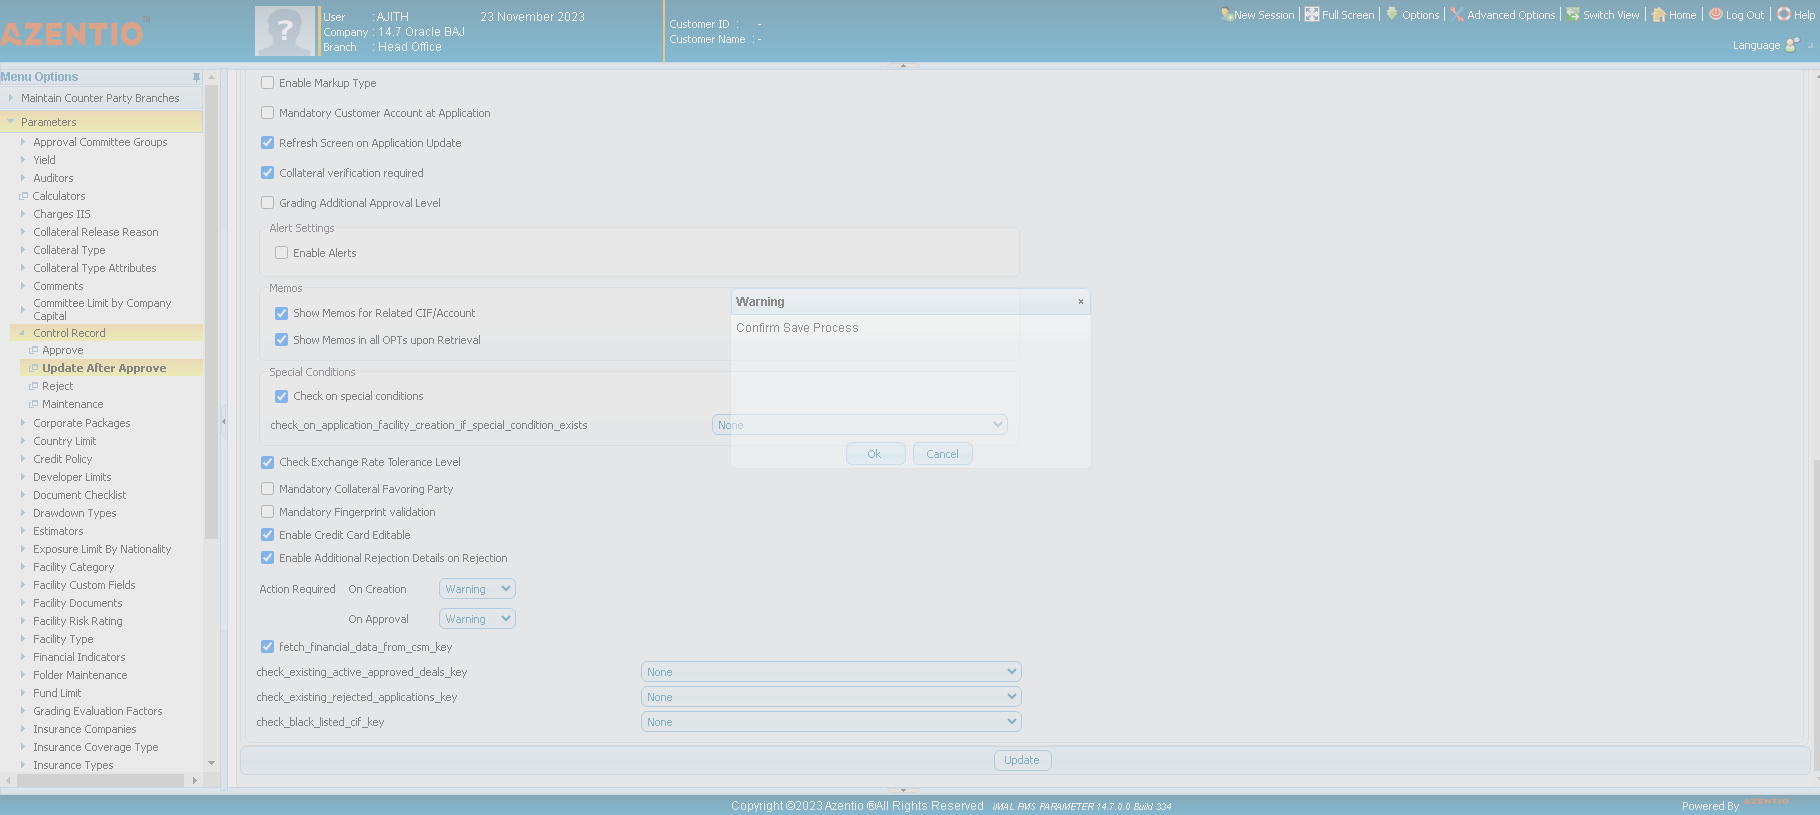 AZENTIO™
User : AJITH 23 November 2023
Company : 14.7 Oracle BAJ
Branch : Head Office
Customer ID : -
Customer Name : -
New Session Full Screen Options Advanced Options Switch View Home Log Out Help
Language
Menu Options
Maintain Counter Party Branches
Parameters
Approval Committee Groups
Yield
Auditors
Calculators
Charges IIS
Collateral Release Reason
Collateral Type
Collateral Type Attributes
Comments
Committee Limit by Company
Capital
Control Record
Approve
Update After Approve
Reject
Maintenance
Corporate Packages
Country Limit
Credit Policy
Developer Limits
Document Checklist
Drawdown Types
Estimators
Exposure Limit By Nationality
Facility Category
Facility Custom Fields
Facility Documents
Facility Risk Rating
Facility Type
Financial Indicators
Folder Maintenance
Fund Limit
Grading Evaluation Factors
Insurance Companies
Insurance Coverage Type
Insurance Types
Enable Markup Type
Mandatory Customer Account at Application
Refresh Screen on Application Update
Collateral verification required
Grading Additional Approval Level
Alert Settings
Enable Alerts
Memos
Show Memos for Related CIF/Account
Show Memos in all OPTs upon Retrieval
Special Conditions
Check on special conditions
check_on_application_facility_creation_if_special_condition_exists None
Warning ×
Confirm Save Process
Ok Cancel
Check Exchange Rate Tolerance Level
Mandatory Collateral Favoring Party
Mandatory Fingerprint validation
Enable Credit Card Editable
Enable Additional Rejection Details on Rejection
Action Required On Creation Warning
On Approval Warning
fetch_financial_data_from_csm_key
check_existing_active_approved_deals_key None
check_existing_rejected_applications_key None
check_black_listed_cif_key None
Update
Copyright ©2023 Azentio ®All Rights Reserved iMAL RMS PARAMETER 14.7.0.0 Build 334
Powered By AZENTIO